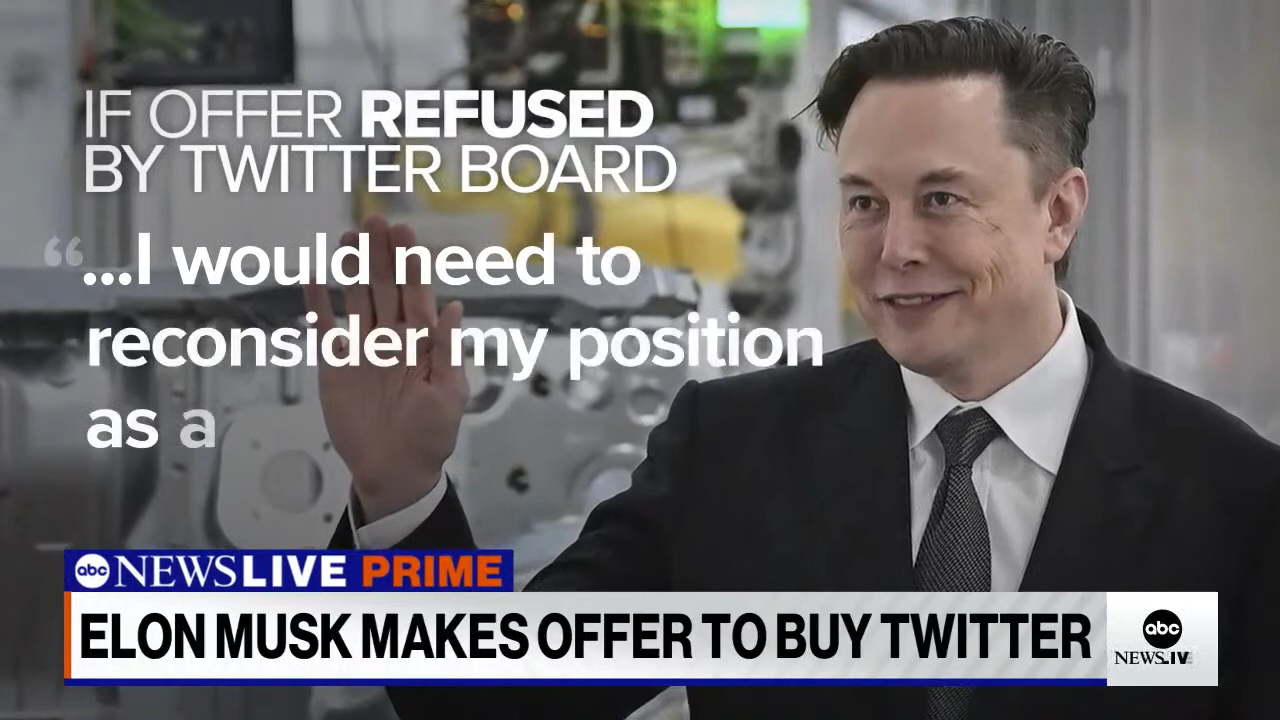 IF OFFER REFUSED
BY TWITTER BOARD
“...I would need to
reconsider my position
as a
abc NEWS LIVE PRIME
ELON MUSK MAKES OFFER TO BUY TWITTER
abc
NEWS